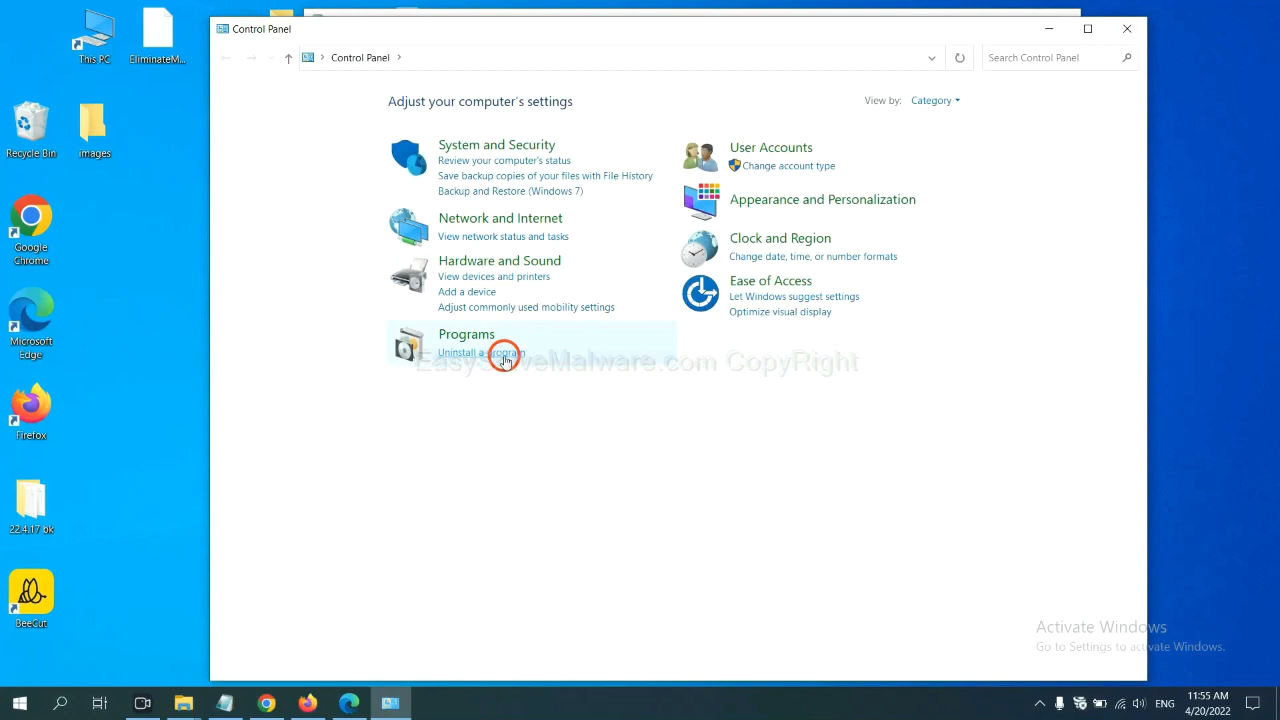 Control Panel
Control Panel
Search Control Panel
Adjust your computer's settings
View by: Category
System and Security
Review your computer's status
Save backup copies of your files with File History
Backup and Restore (Windows 7)
Network and Internet
View network status and tasks
Hardware and Sound
View devices and printers
Add a device
Adjust commonly used mobility settings
Programs
Uninstall a program
User Accounts
Change account type
Appearance and Personalization
Clock and Region
Change date, time, or number formats
Ease of Access
Let Windows suggest settings
Optimize visual display
EasySolveMalware.com CopyRight
This PC
EliminateM...
Recycle Bin
images
Google
Chrome
Microsoft
Edge
Firefox
22.4.17 bk
BeeCut
Activate Windows
Go to Settings to activate Windows.
ENG
11:55 AM
4/20/2022